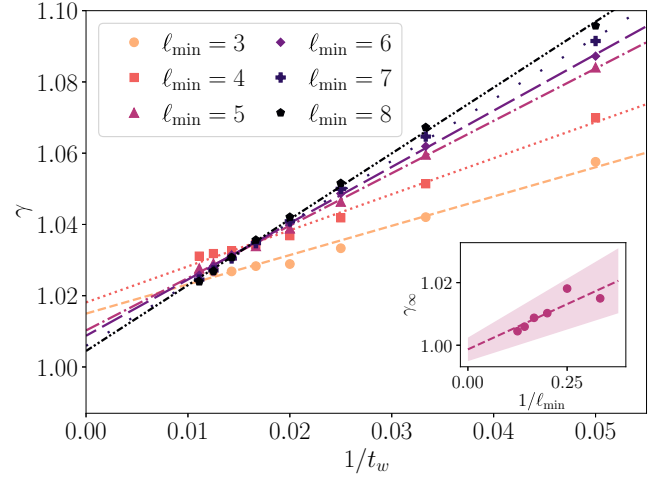 1.10
1.08
1.06
1.04
1.02
1.00
γ
ℓmin = 3
ℓmin = 4
ℓmin = 5
ℓmin = 6
ℓmin = 7
ℓmin = 8
1.02
1.00
γ∞
0.00 0.25
1/ℓmin
0.00 0.01 0.02 0.03 0.04 0.05
1/tw